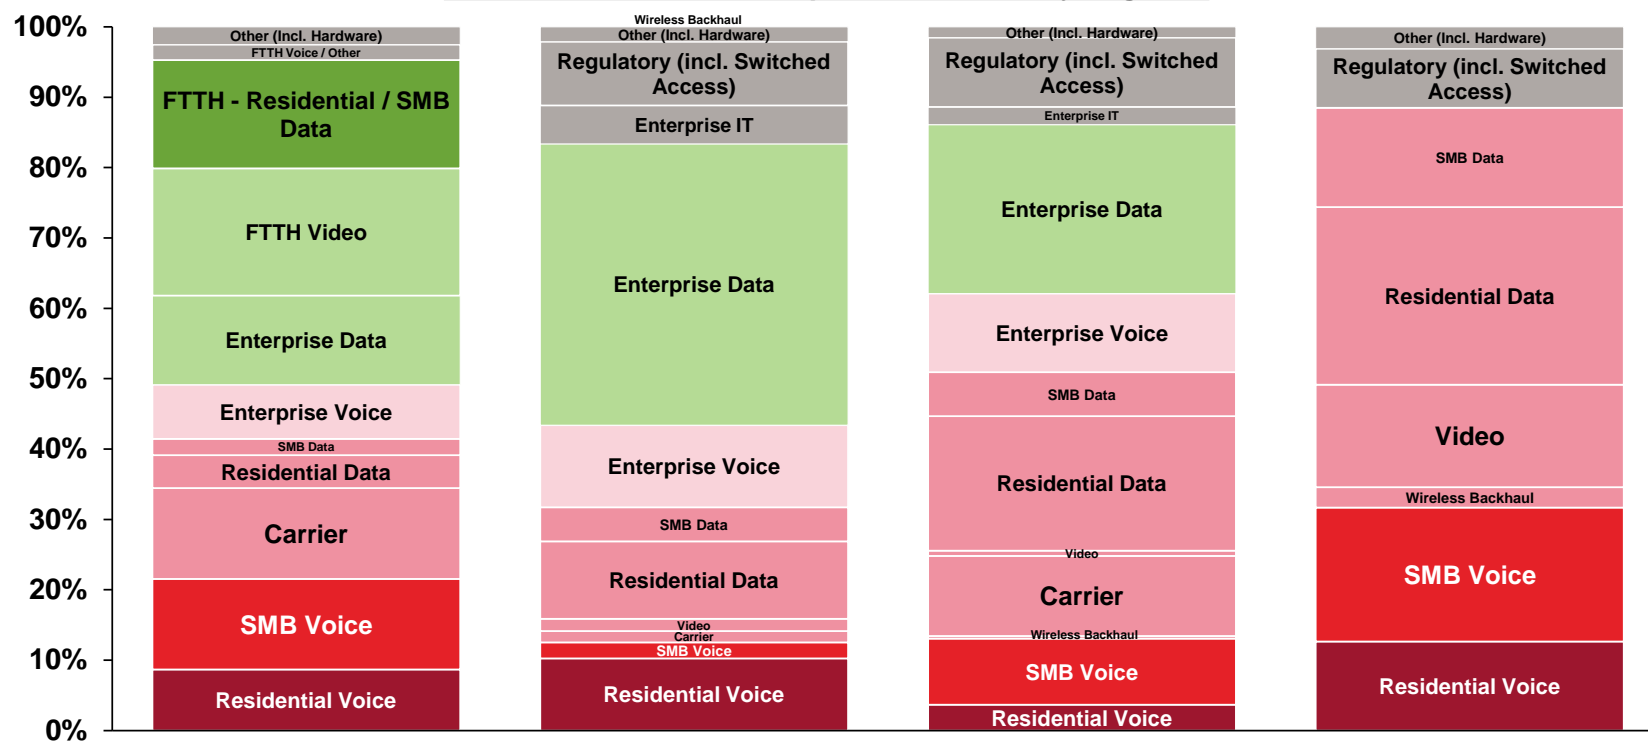 100%
90%
80%
70%
60%
50%
40%
30%
20%
10%
0%
Other (Incl. Hardware)
FTTH Voice / Other
FTTH - Residential / SMB
Data
FTTH Video
Enterprise Data
Enterprise Voice
SMB Data
Residential Data
Carrier
SMB Voice
Residential Voice
Wireless Backhaul
Other (Incl. Hardware)
Regulatory (incl. Switched
Access)
Enterprise IT
Enterprise Data
Enterprise Voice
SMB Data
Residential Data
Video
Carrier
SMB Voice
Residential Voice
Other (Incl. Hardware)
Regulatory (incl. Switched
Access)
Enterprise IT
Enterprise Data
Enterprise Voice
SMB Data
Residential Data
Video
Carrier
Wireless Backhaul
SMB Voice
Residential Voice
Other (Incl. Hardware)
Regulatory (incl. Switched
Access)
SMB Data
Residential Data
Video
Wireless Backhaul
SMB Voice
Residential Voice